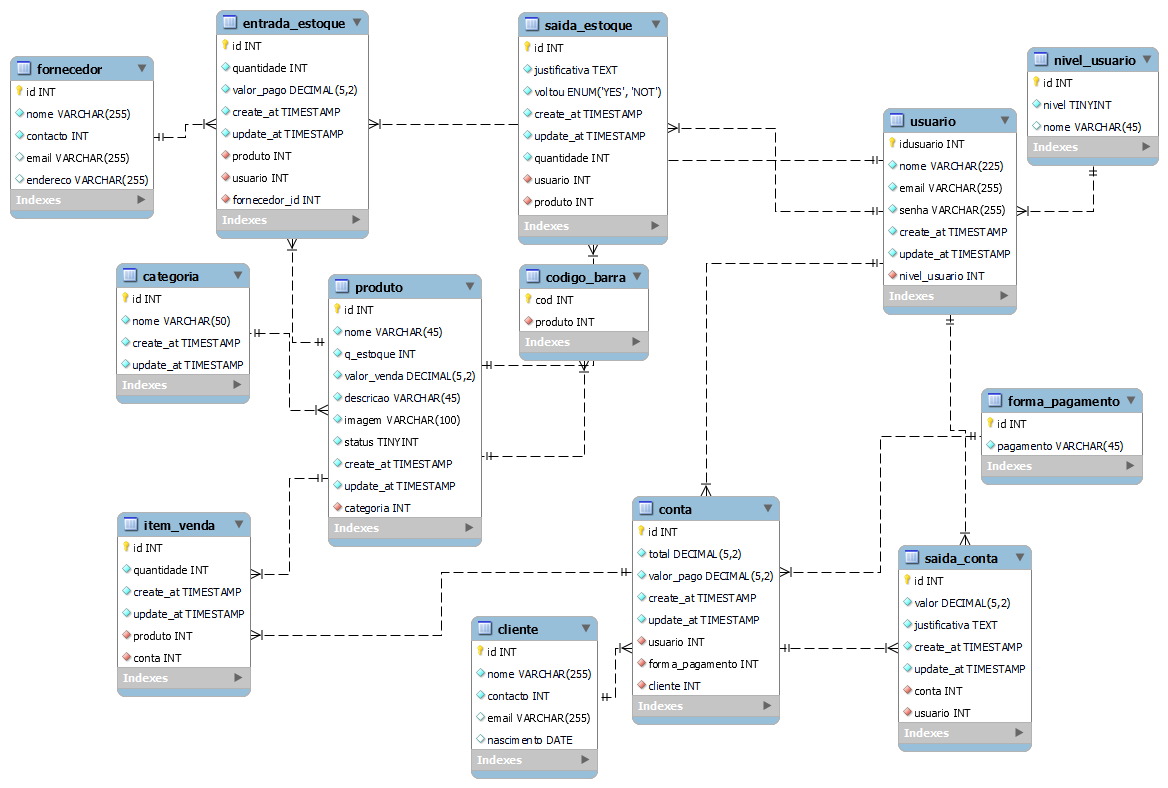 entrada_estoque
id INT
quantidade INT
valor_pago DECIMAL(5,2)
create_at TIMESTAMP
update_at TIMESTAMP
produto INT
usuario INT
fornecedor_id INT
Indexes
saida_estoque
id INT
justificativa TEXT
voltou ENUM('YES', 'NOT')
create_at TIMESTAMP
update_at TIMESTAMP
quantidade INT
usuario INT
produto INT
Indexes
nivel_usuario
id INT
nivel TINYINT
nome VARCHAR(45)
Indexes
fornecedor
id INT
nome VARCHAR(255)
contacto INT
email VARCHAR(255)
endereco VARCHAR(255)
Indexes
usuario
idusuario INT
nome VARCHAR(225)
email VARCHAR(255)
senha VARCHAR(255)
create_at TIMESTAMP
update_at TIMESTAMP
nivel_usuario INT
Indexes
categoria
id INT
nome VARCHAR(50)
create_at TIMESTAMP
update_at TIMESTAMP
Indexes
produto
id INT
nome VARCHAR(45)
q_estoque INT
valor_venda DECIMAL(5,2)
descricao VARCHAR(45)
imagem VARCHAR(100)
status TINYINT
create_at TIMESTAMP
update_at TIMESTAMP
categoria INT
Indexes
codigo_barra
cod INT
produto INT
Indexes
forma_pagamento
id INT
pagamento VARCHAR(45)
Indexes
item_venda
id INT
quantidade INT
create_at TIMESTAMP
update_at TIMESTAMP
produto INT
conta INT
Indexes
conta
id INT
total DECIMAL(5,2)
valor_pago DECIMAL(5,2)
create_at TIMESTAMP
update_at TIMESTAMP
usuario INT
forma_pagamento INT
cliente INT
Indexes
saida_conta
id INT
valor DECIMAL(5,2)
justificativa TEXT
create_at TIMESTAMP
update_at TIMESTAMP
conta INT
usuario INT
Indexes
cliente
id INT
nome VARCHAR(255)
contacto INT
email VARCHAR(255)
nascimento DATE
Indexes